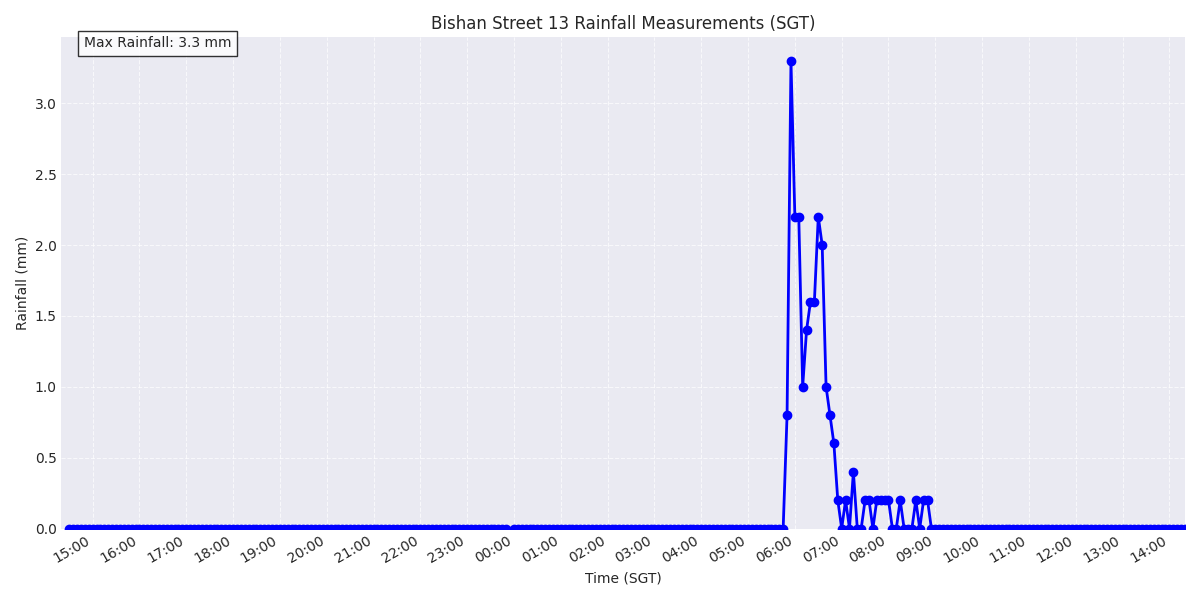 Bishan Street 13 Rainfall Measurements (SGT)
Max Rainfall: 3.3 mm
Rainfall (mm)
3.0
2.5
2.0
1.5
1.0
0.5
0.0
15:00 16:00 17:00 18:00 19:00 20:00 21:00 22:00 23:00 00:00 01:00 02:00 03:00 04:00 05:00 06:00 07:00 08:00 09:00 10:00 11:00 12:00 13:00 14:00
Time (SGT)